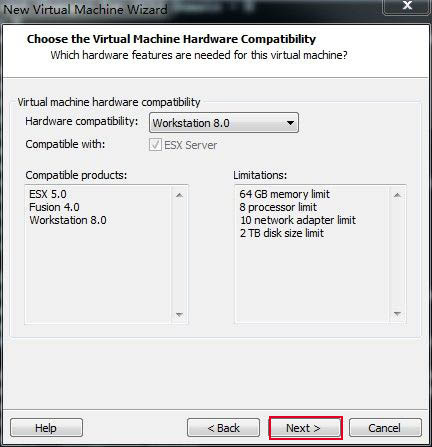 New Virtual Machine Wizard
Choose the Virtual Machine Hardware Compatibility
Which hardware features are needed for this virtual machine?
Virtual machine hardware compatibility
Hardware compatibility: Workstation 8.0
Compatible with: ESX Server
Compatible products:
ESX 5.0
Fusion 4.0
Workstation 8.0
Limitations:
64 GB memory limit
8 processor limit
10 network adapter limit
2 TB disk size limit
Help < Back Next > Cancel